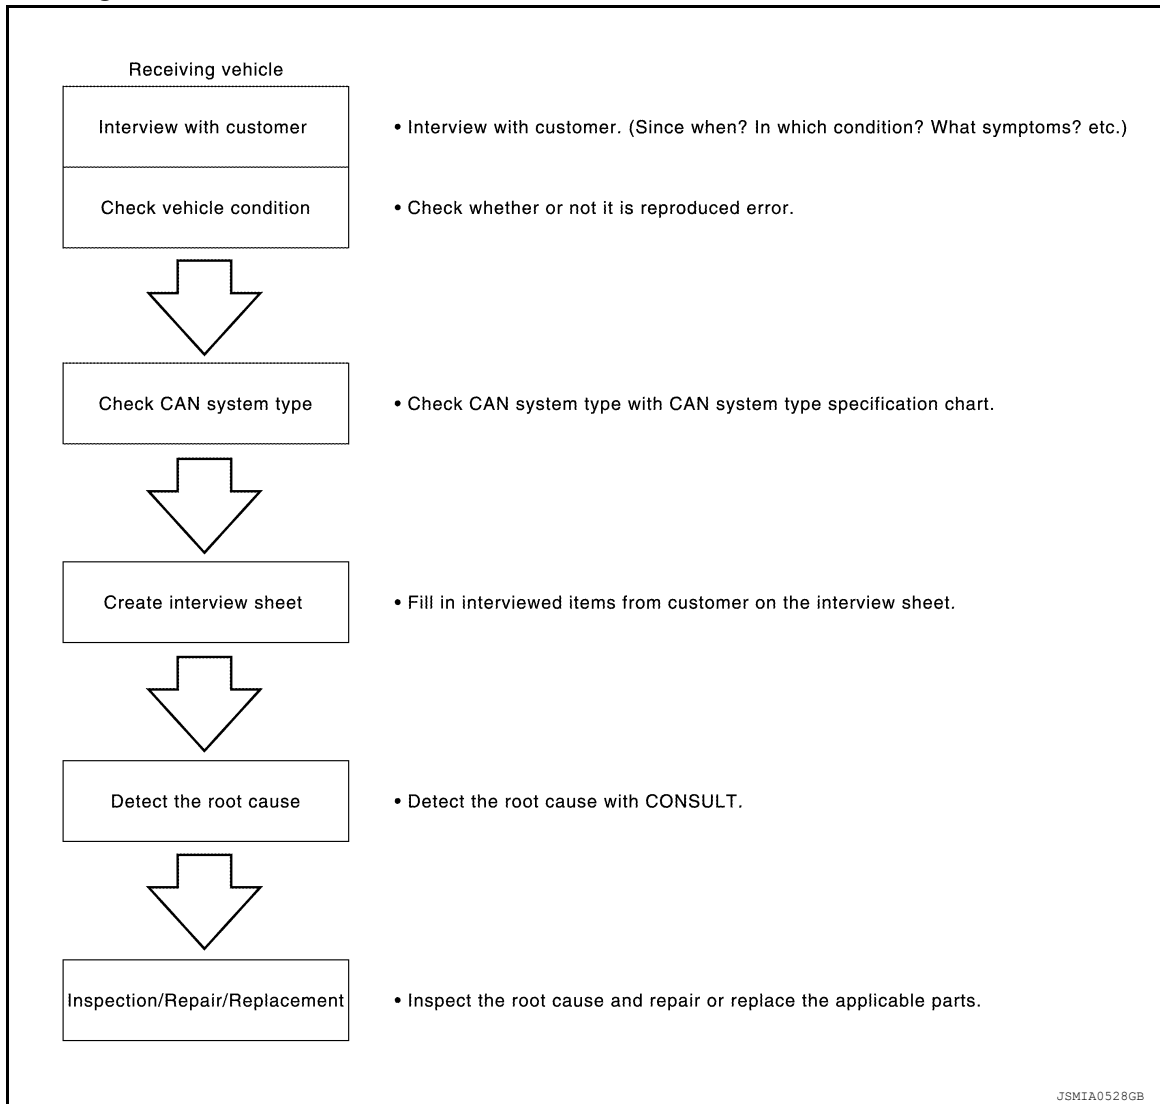 Receiving vehicle
Interview with customer
• Interview with customer. (Since when? In which condition? What symptoms? etc.)
Check vehicle condition
• Check whether or not it is reproduced error.
Check CAN system type
• Check CAN system type with CAN system type specification chart.
Create interview sheet
• Fill in interviewed items from customer on the interview sheet.
Detect the root cause
• Detect the root cause with CONSULT.
Inspection/Repair/Replacement
• Inspect the root cause and repair or replace the applicable parts.
JSMIA0528GB